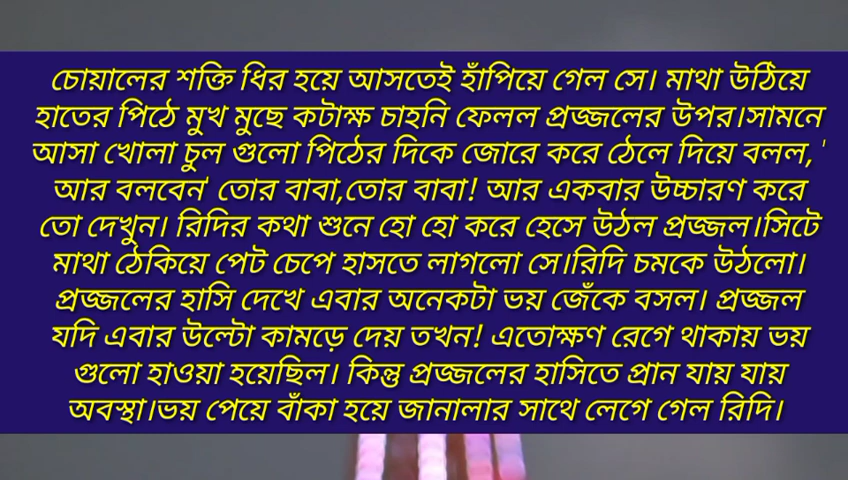 চোয়ালের শক্তি ধির হয়ে আসতেই হাঁপিয়ে গেল সে। মাথা উঠিয়ে
হাতের পিঠে মুখ মুছে কটাক্ষ চাহনি ফেলল প্রজ্জলের উপর।সামনে
আসা খোলা চুল গুলো পিঠের দিকে জোরে করে ঠেলে দিয়ে বলল, '
আর বলবেন' তোর বাবা,তোর বাবা! আর একবার উচ্চারণ করে
তো দেখুন। রিদির কথা শুনে হো হো করে হেসে উঠল প্রজ্জল।সিটে
মাথা ঠেকিয়ে পেট চেপে হাসতে লাগলো সে।রিদি চমকে উঠলো।
প্রজ্জলের হাসি দেখে এবার অনেকটা ভয় জেঁকে বসল। প্রজ্জল
যদি এবার উল্টো কামড়ে দেয় তখন! এতোক্ষণ রেগে থাকায় ভয়
গুলো হাওয়া হয়েছিল। কিন্তু প্রজ্জলের হাসিতে প্রান যায় যায়
অবস্থা।ভয় পেয়ে বাঁকা হয়ে জানালার সাথে লেগে গেল রিদি।